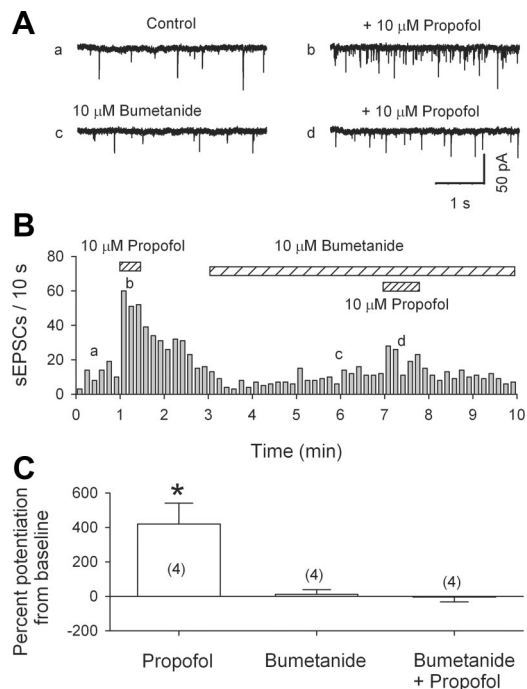 A
Control
+ 10 µM Propofol
a
b
10 µM Bumetanide
+ 10 µM Propofol
c
d
50 pA
1 s
B
10 µM Propofol
10 µM Bumetanide
10 µM Propofol
a
b
c
d
sEPSCs / 10 s
80
60
40
20
0
0 1 2 3 4 5 6 7 8 9 10
Time (min)
C
Percent potentiation
from baseline
600
400
200
0
-200
*
(4)
(4)
(4)
Propofol
Bumetanide
Bumetanide
+ Propofol